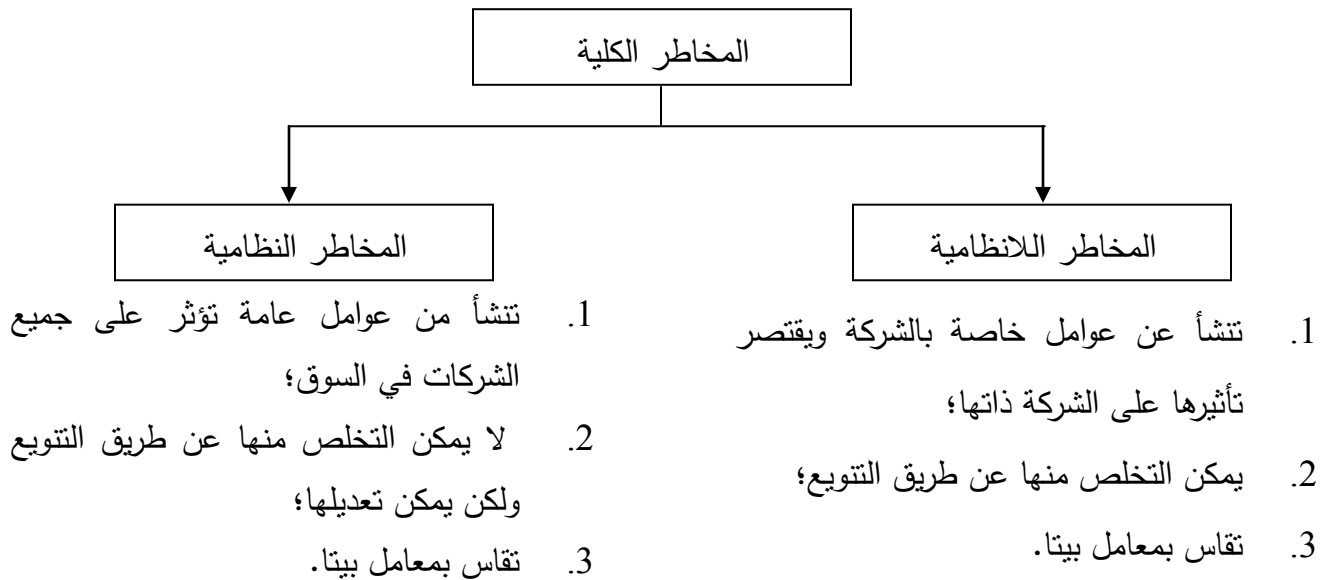 المخاطر الكلية
المخاطر اللانظامية
1. تنشأ عن عوامل خاصة بالشركة ويقتصر
تأثيرها على الشركة ذاتها؛
2. يمكن التخلص منها عن طريق التنويع؛
3. تقاس بمعامل بيتا.
المخاطر النظامية
1. تنشأ من عوامل عامة تؤثر على جميع
الشركات في السوق؛
2. لا يمكن التخلص منها عن طريق التنويع
ولكن يمكن تعديلها؛
3. تقاس بمعامل بيتا.